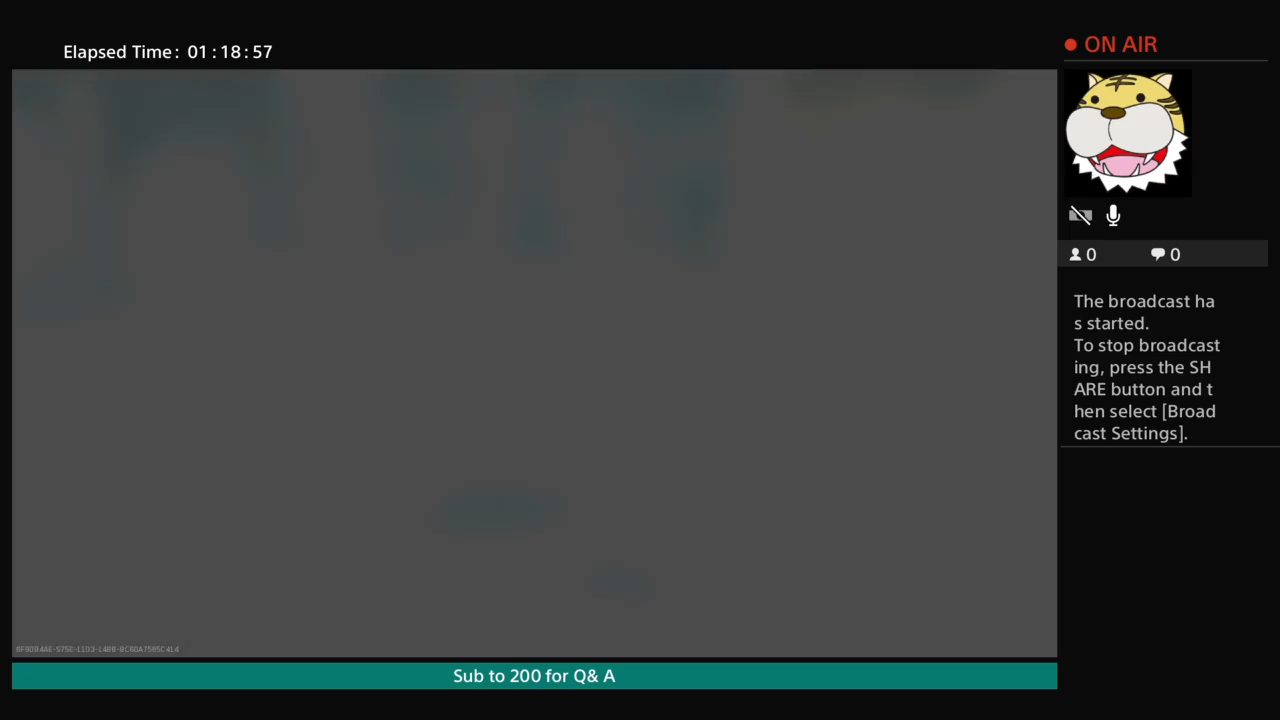 Elapsed Time: 01:18:57
ON AIR
0 0
The broadcast ha
s started.
To stop broadcast
ing, press the SH
ARE button and t
hen select [Broad
cast Settings].
Sub to 200 for Q& A